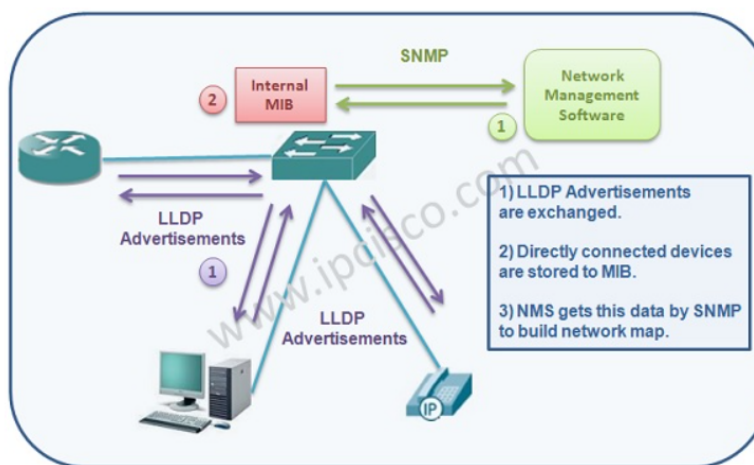 SNMP
Internal
MIB
2
Network
Management
Software
1
LLDP
Advertisements
1
LLDP
Advertisements
IP
1) LLDP Advertisements
are exchanged.
2) Directly connected devices
are stored to MIB.
3) NMS gets this data by SNMP
to build network map.
www.ipcisco.com